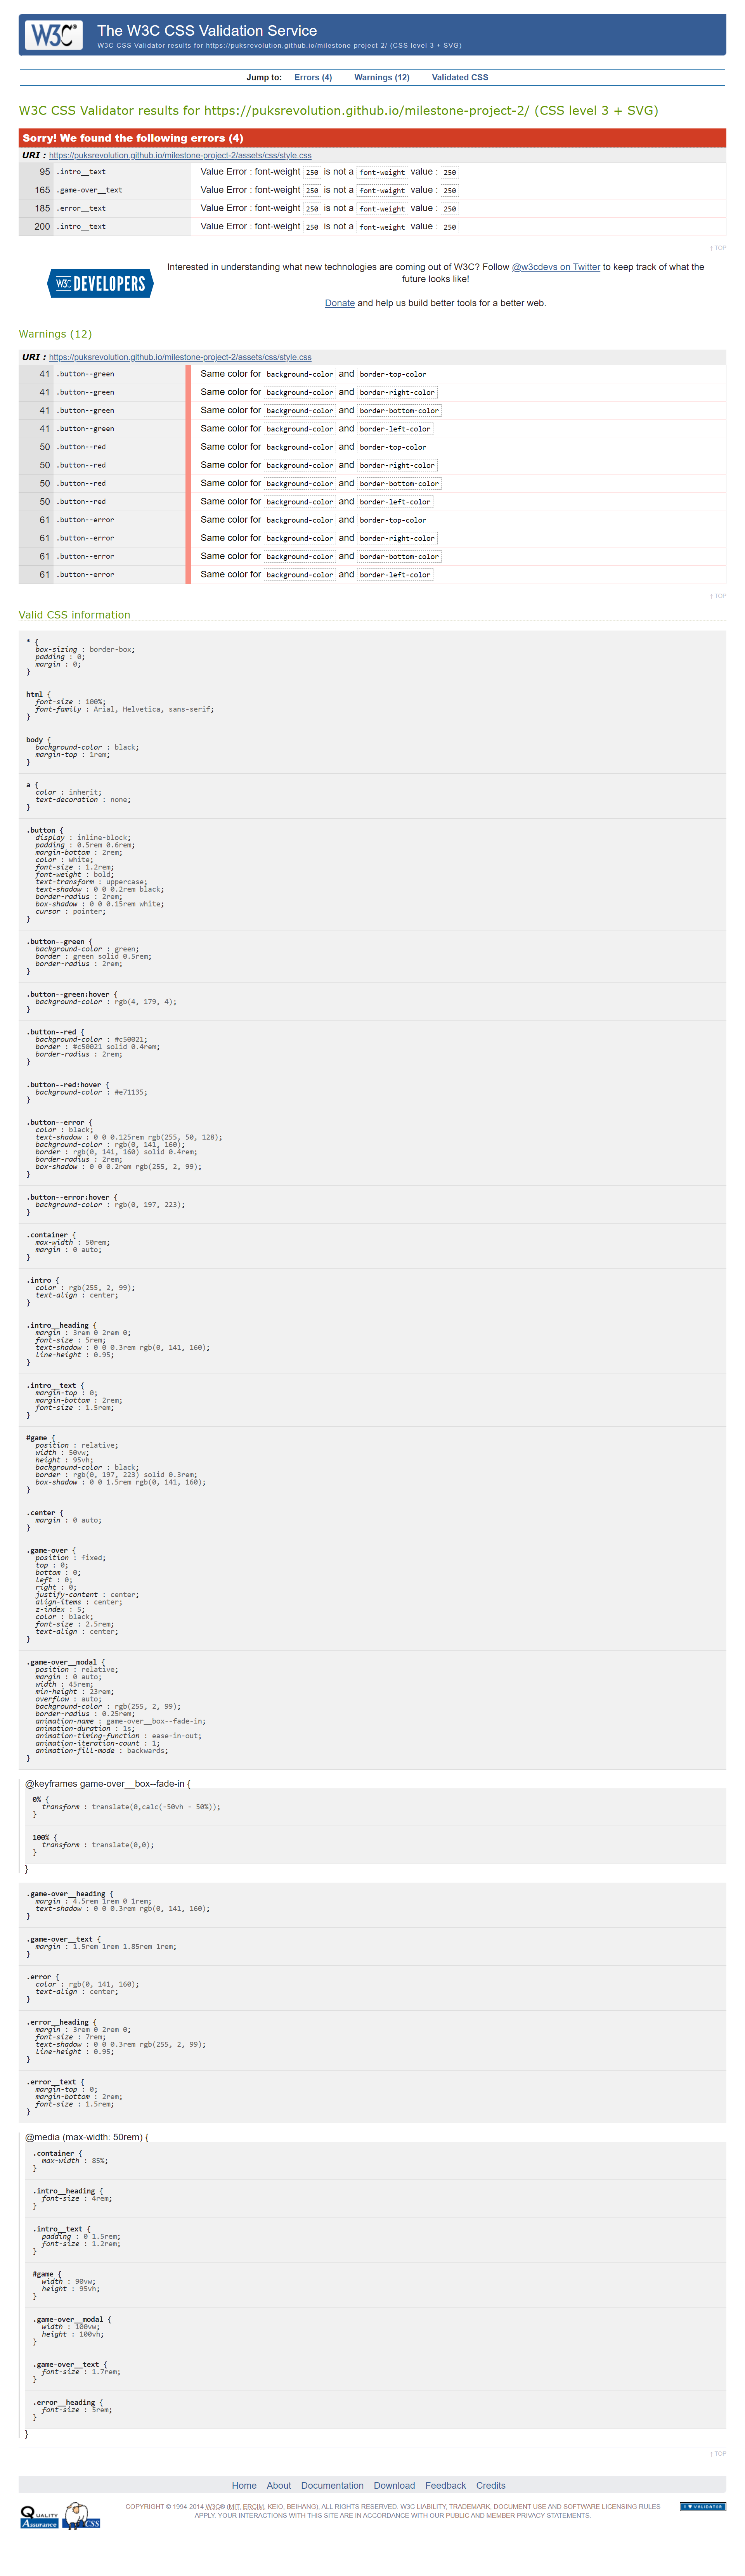 W3C®
The W3C CSS Validation Service
W3C CSS Validator results for https://puksrevolution.github.io/milestone-project-2/ (CSS level 3 + SVG)
Jump to: Errors (4) Warnings (12) Validated CSS
W3C CSS Validator results for https://puksrevolution.github.io/milestone-project-2/ (CSS level 3 + SVG)
Sorry! We found the following errors (4)
URI : https://puksrevolution.github.io/milestone-project-2/assets/css/style.css
95 .intro__text Value Error : font-weight 250 is not a font-weight value : 250
165 .game-over__text Value Error : font-weight 250 is not a font-weight value : 250
185 .error__text Value Error : font-weight 250 is not a font-weight value : 250
200 .intro__text Value Error : font-weight 250 is not a font-weight value : 250
↑ TOP
W3C DEVELOPERS
Interested in understanding what new technologies are coming out of W3C? Follow @w3cdevs on Twitter to keep track of what the
future looks like!
Donate and help us build better tools for a better web.
Warnings (12)
URI : https://puksrevolution.github.io/milestone-project-2/assets/css/style.css
41 .button--green Same color for background-color and border-top-color
41 .button--green Same color for background-color and border-right-color
41 .button--green Same color for background-color and border-bottom-color
41 .button--green Same color for background-color and border-left-color
50 .button--red Same color for background-color and border-top-color
50 .button--red Same color for background-color and border-right-color
50 .button--red Same color for background-color and border-bottom-color
50 .button--red Same color for background-color and border-left-color
61 .button--error Same color for background-color and border-top-color
61 .button--error Same color for background-color and border-right-color
61 .button--error Same color for background-color and border-bottom-color
61 .button--error Same color for background-color and border-left-color
↑ TOP
Valid CSS information
* {
box-sizing : border-box;
padding : 0;
margin : 0;
}
html {
font-size : 100%;
font-family : Arial, Helvetica, sans-serif;
}
body {
background-color : black;
margin-top : 1rem;
}
a {
color : inherit;
text-decoration : none;
}
.button {
display : inline-block;
padding : 0.5rem 0.6rem;
margin-bottom : 2rem;
color : white;
font-size : 1.2rem;
font-weight : bold;
text-transform : uppercase;
text-shadow : 0 0 0.2rem black;
border-radius : 2rem;
box-shadow : 0 0 0.15rem white;
cursor : pointer;
}
.button--green {
background-color : green;
border : green solid 0.5rem;
border-radius : 2rem;
}
.button--green:hover {
background-color : rgb(4, 179, 4);
}
.button--red {
background-color : #c50021;
border : #c50021 solid 0.4rem;
border-radius : 2rem;
}
.button--red:hover {
background-color : #e71135;
}
.button--error {
color : black;
text-shadow : 0 0 0.125rem rgb(255, 50, 128);
background-color : rgb(0, 141, 160);
border : rgb(0, 141, 160) solid 0.4rem;
border-radius : 2rem;
box-shadow : 0 0 0.2rem rgb(255, 2, 99);
}
.button--error:hover {
background-color : rgb(0, 197, 223);
}
.container {
max-width : 50rem;
margin : 0 auto;
}
.intro {
color : rgb(255, 2, 99);
text-align : center;
}
.intro__heading {
margin : 3rem 0 2rem 0;
font-size : 5rem;
text-shadow : 0 0 0.3rem rgb(0, 141, 160);
line-height : 0.95;
}
.intro__text {
margin-top : 0;
margin-bottom : 2rem;
font-size : 1.5rem;
}
#game {
position : relative;
width : 50vw;
height : 95vh;
background-color : black;
border : rgb(0, 197, 223) solid 0.3rem;
box-shadow : 0 0 1.5rem rgb(0, 141, 160);
}
.center {
margin : 0 auto;
}
.game-over {
position : fixed;
top : 0;
bottom : 0;
left : 0;
right : 0;
justify-content : center;
align-items : center;
z-index : 5;
color : black;
font-size : 2.5rem;
text-align : center;
}
.game-over__modal {
position : relative;
margin : 0 auto;
width : 45rem;
min-height : 23rem;
overflow : auto;
background-color : rgb(255, 2, 99);
border-radius : 0.25rem;
animation-name : game-over__box--fade-in;
animation-duration : 1s;
animation-timing-function : ease-in-out;
animation-iteration-count : 1;
animation-fill-mode : backwards;
}
@keyframes game-over__box--fade-in {
0% {
transform : translate(0,calc(-50vh - 50%));
}
100% {
transform : translate(0,0);
}
}
.game-over__heading {
margin : 4.5rem 1rem 0 1rem;
text-shadow : 0 0 0.3rem rgb(0, 141, 160);
}
.game-over__text {
margin : 1.5rem 1rem 1.85rem 1rem;
}
.error {
color : rgb(0, 141, 160);
text-align : center;
}
.error__heading {
margin : 3rem 0 2rem 0;
font-size : 7rem;
text-shadow : 0 0 0.3rem rgb(255, 2, 99);
line-height : 0.95;
}
.error__text {
margin-top : 0;
margin-bottom : 2rem;
font-size : 1.5rem;
}
@media (max-width: 50rem) {
.container {
max-width : 85%;
}
.intro__heading {
font-size : 4rem;
}
.intro__text {
padding : 0 1.5rem;
font-size : 1.2rem;
}
#game {
width : 90vw;
height : 95vh;
}
.game-over__modal {
width : 100vw;
height : 100vh;
}
.game-over__text {
font-size : 1.7rem;
}
.error__heading {
font-size : 5rem;
}
}
↑ TOP
Home About Documentation Download Feedback Credits
QUALITY
Assurance
CSS
COPYRIGHT © 1994-2014 W3C® (MIT, ERCIM, KEIO, BEIHANG), ALL RIGHTS RESERVED. W3C LIABILITY, TRADEMARK, DOCUMENT USE AND SOFTWARE LICENSING RULES
APPLY. YOUR INTERACTIONS WITH THIS SITE ARE IN ACCORDANCE WITH OUR PUBLIC AND MEMBER PRIVACY STATEMENTS.
I ♥ VALIDATOR